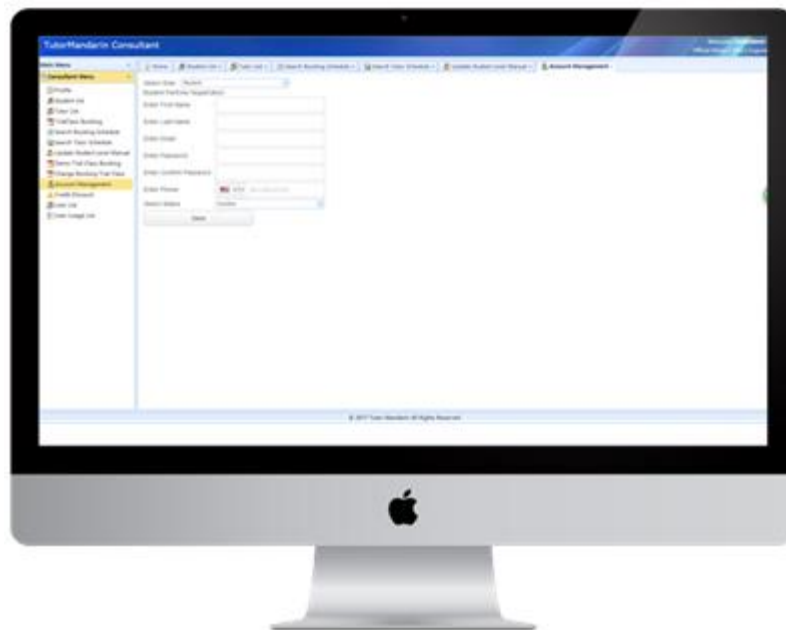 TutorMandarin Consultant
Main Menu
Home
Student List
Tutor List
Search Booking Schedule
Search Tutor Schedule
Update Student Level Manual
Account Management
Consultant Menu
Profile
Student List
Tutor List
TrialClass Booking
Search Booking Schedule
Search Tutor Schedule
Update Student Level Manual
Demo Trial Class Booking
Change Booking Trial Class
Account Management
Credit Discount
User List
User Usage List
Select Role
Student
Enter First Name
Enter Last Name
Enter Email
Enter Password
Enter Confirm Password
Enter Phone
Select Status
Save
© 2017 Tutor Mandarin All Rights Reserved